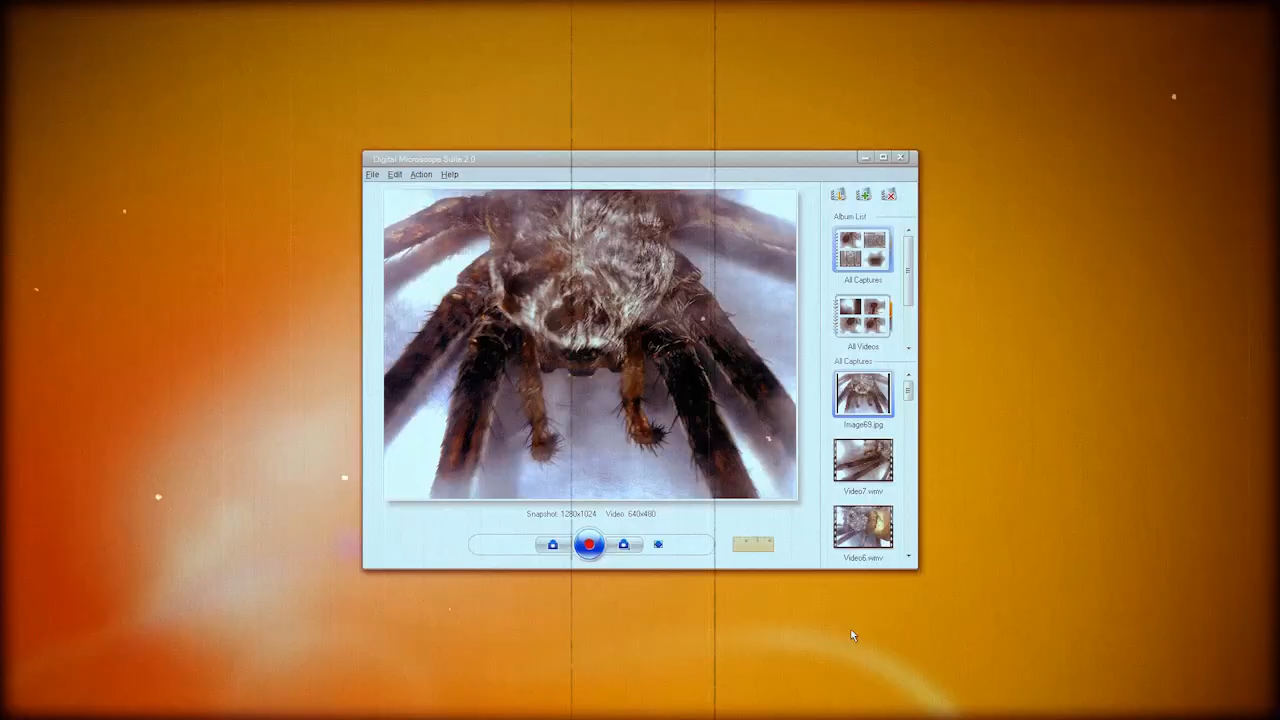 Digital Microscope Suite 2.0
File Edit Action Help
Album List
All Captures
All Videos
All Captures
Image69.jpg
Video7.wmv
Video6.wmv
Snapshot: 1280x1024 Video: 640x480